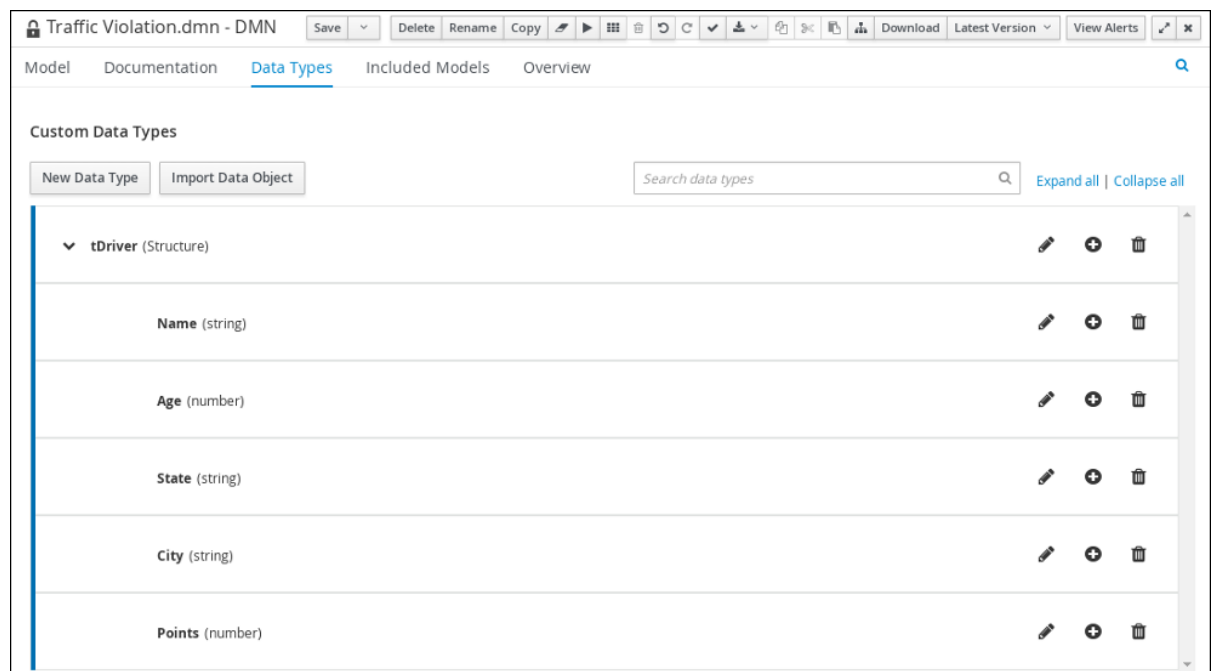 Traffic Violation.dmn - DMN Save Delete Rename Copy Download Latest Version View Alerts
Model Documentation Data Types Included Models Overview
Custom Data Types
New Data Type Import Data Object Search data types Expand all | Collapse all
tDriver (Structure)
Name (string)
Age (number)
State (string)
City (string)
Points (number)